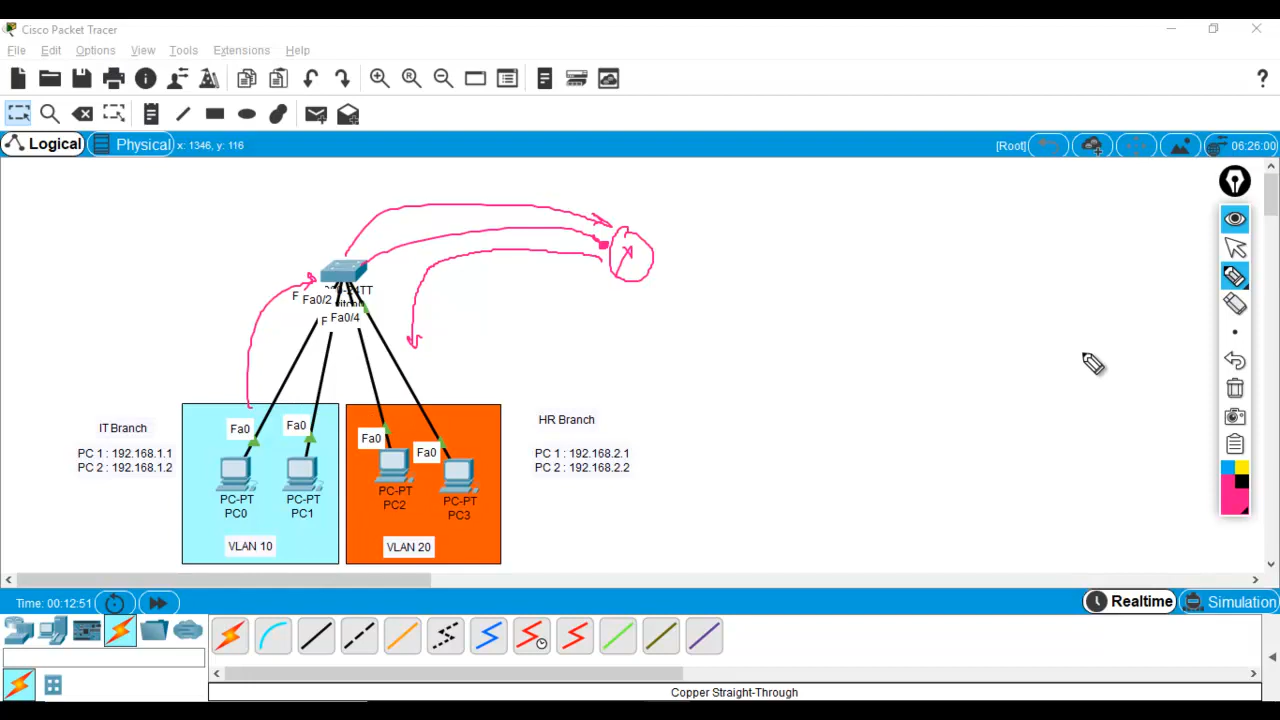 Cisco Packet Tracer
File Edit Options View Tools Extensions Help
Logical Physical x: 1346, y: 116 [Root] 06:26:00
F Fa0/2
F Fa0/4
IT Branch
PC 1 : 192.168.1.1
PC 2 : 192.168.1.2
Fa0 Fa0 Fa0 Fa0
HR Branch
PC 1 : 192.168.2.1
PC 2 : 192.168.2.2
PC-PT
PC0
PC-PT
PC1
PC-PT
PC2
PC-PT
PC3
VLAN 10 VLAN 20
Time: 00:12:51 Realtime Simulation
Copper Straight-Through